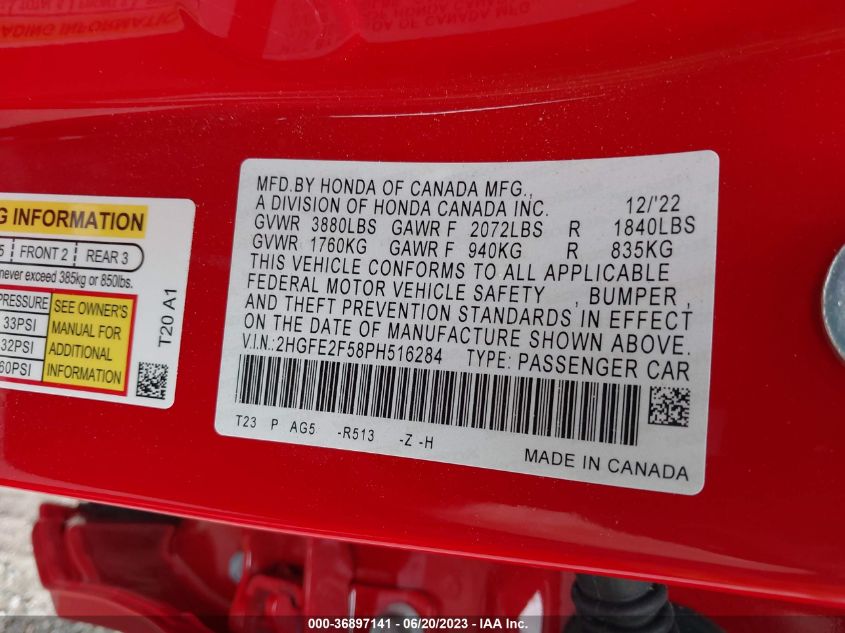 MFD.BY HONDA OF CANADA MFG.,
A DIVISION OF HONDA CANADA INC. 12/'22
GVWR 3880LBS GAWR F 2072LBS R 1840LBS
GVWR 1760KG GAWR F 940KG R 835KG
THIS VEHICLE CONFORMS TO ALL APPLICABLE
FEDERAL MOTOR VEHICLE SAFETY , BUMPER ,
AND THEFT PREVENTION STANDARDS IN EFFECT
ON THE DATE OF MANUFACTURE SHOWN ABOVE.
V.I.N.:2HGFE2F58PH516284 TYPE: PASSENGER CAR
T23 P AG5 -R513 -Z -H
MADE IN CANADA
G INFORMATION
5 FRONT 2 REAR 3
never exceed 385kg or 850lbs.
PRESSURE SEE OWNER'S
33PSI MANUAL FOR
32PSI ADDITIONAL
60PSI INFORMATION
T20 A1
000-36897141 - 06/20/2023 - IAA Inc.